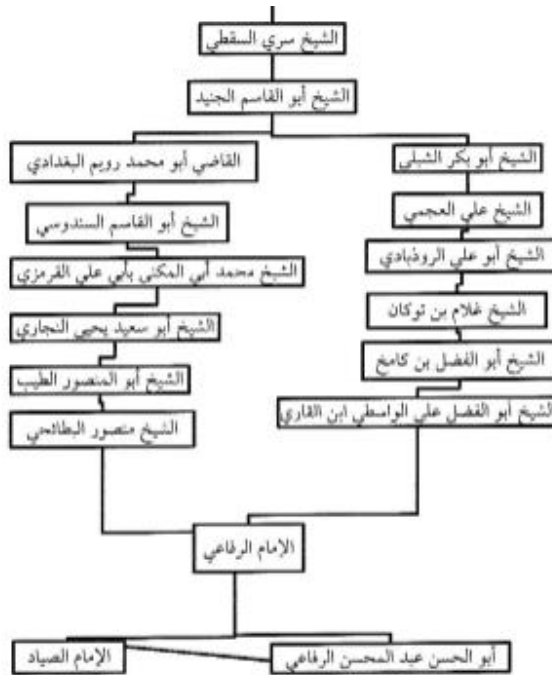 الشيخ سري السقطي
الشيخ أبو القاسم الجنيد
القاضي أبو محمد رويم البغدادي
الشيخ أبو بكر الشبلى
الشيخ علي العجمي
الشيخ أبو القاسم السندوسي
الشيخ أبو علي الروذبادي
الشيخ محمد أبي المكنى بأبي علي القرمزي
الشيخ غلام بن توكان
الشيخ أبو سعيد يحيى النجاري
الشيخ أبو الفضل بن كامخ
الشيخ أبو المنصور الطيب
الشيخ أبو الفضل علي الواسطي ابن القاري
الشيخ منصور البطائحي
الإمام الرفاعي
الإمام الصياد
أبو الحسن عبد المحسن الرفاعي